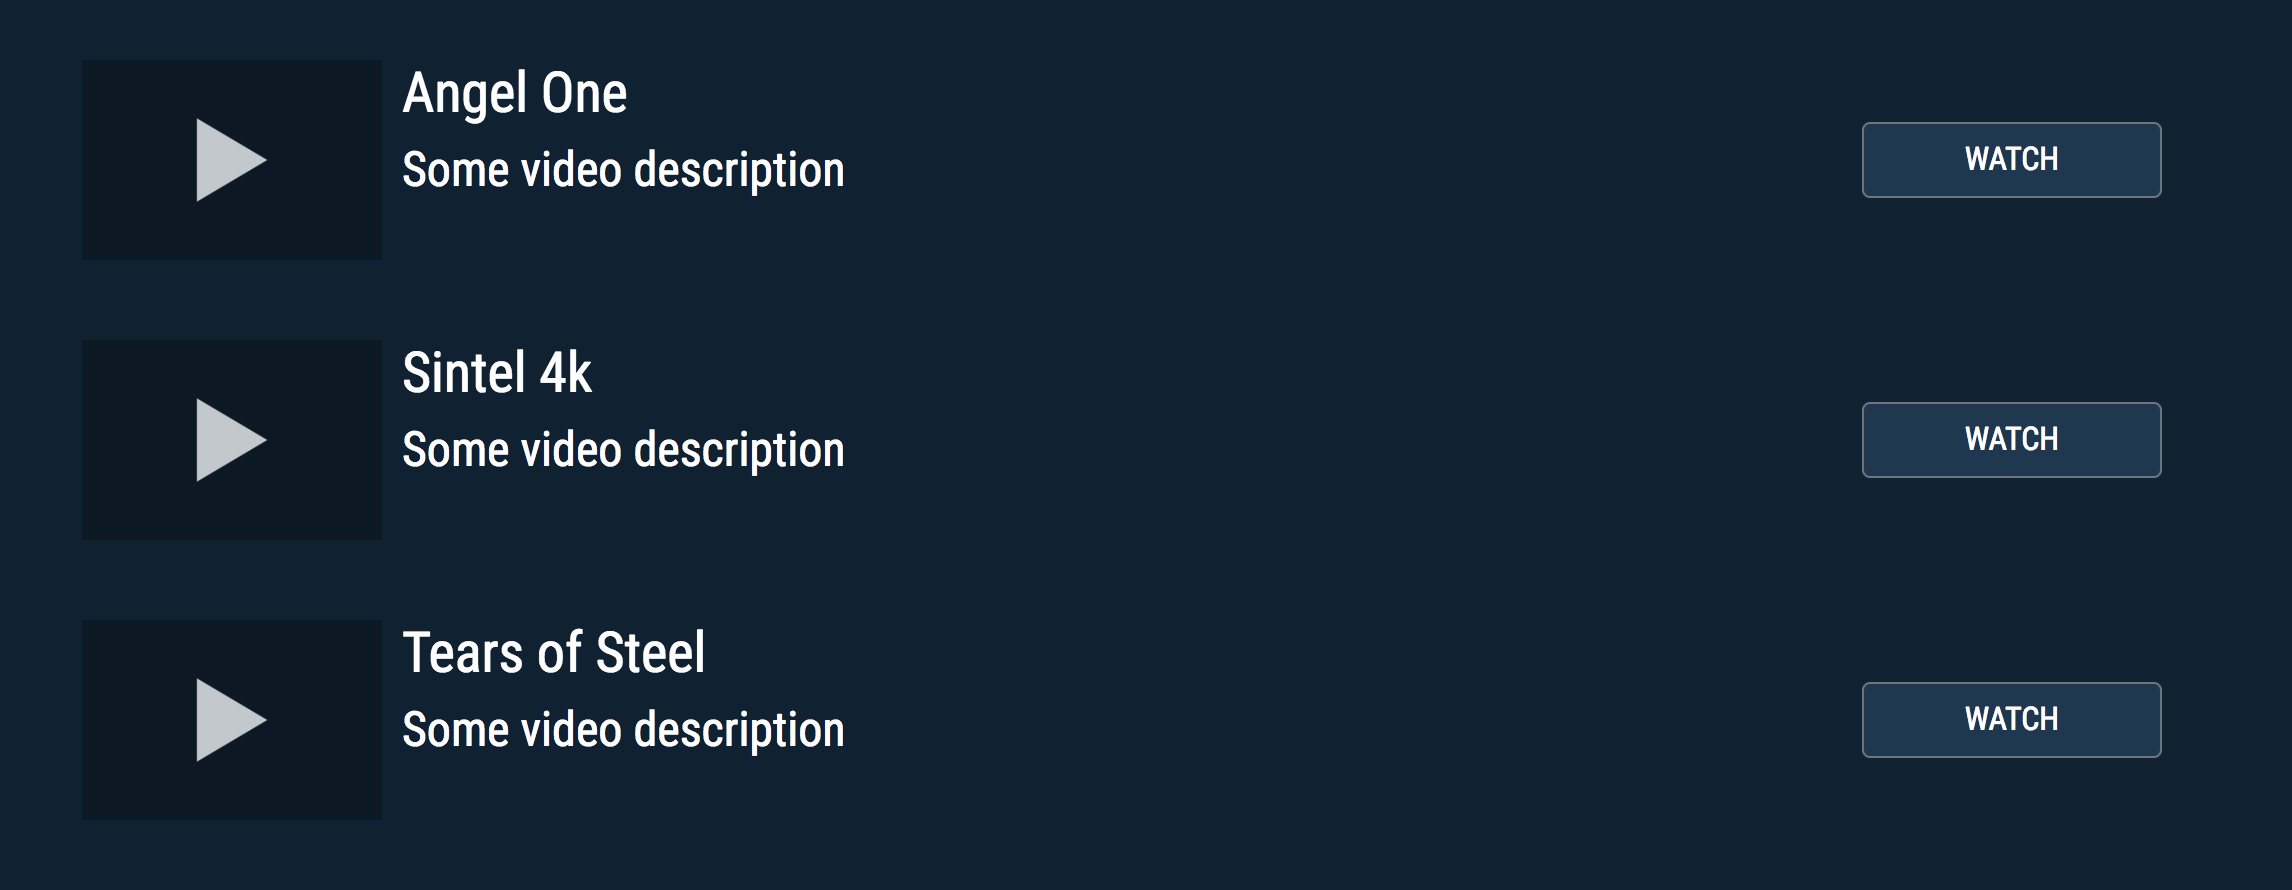 Angel One
Some video description
WATCH
Sintel 4k
Some video description
WATCH
Tears of Steel
Some video description
WATCH